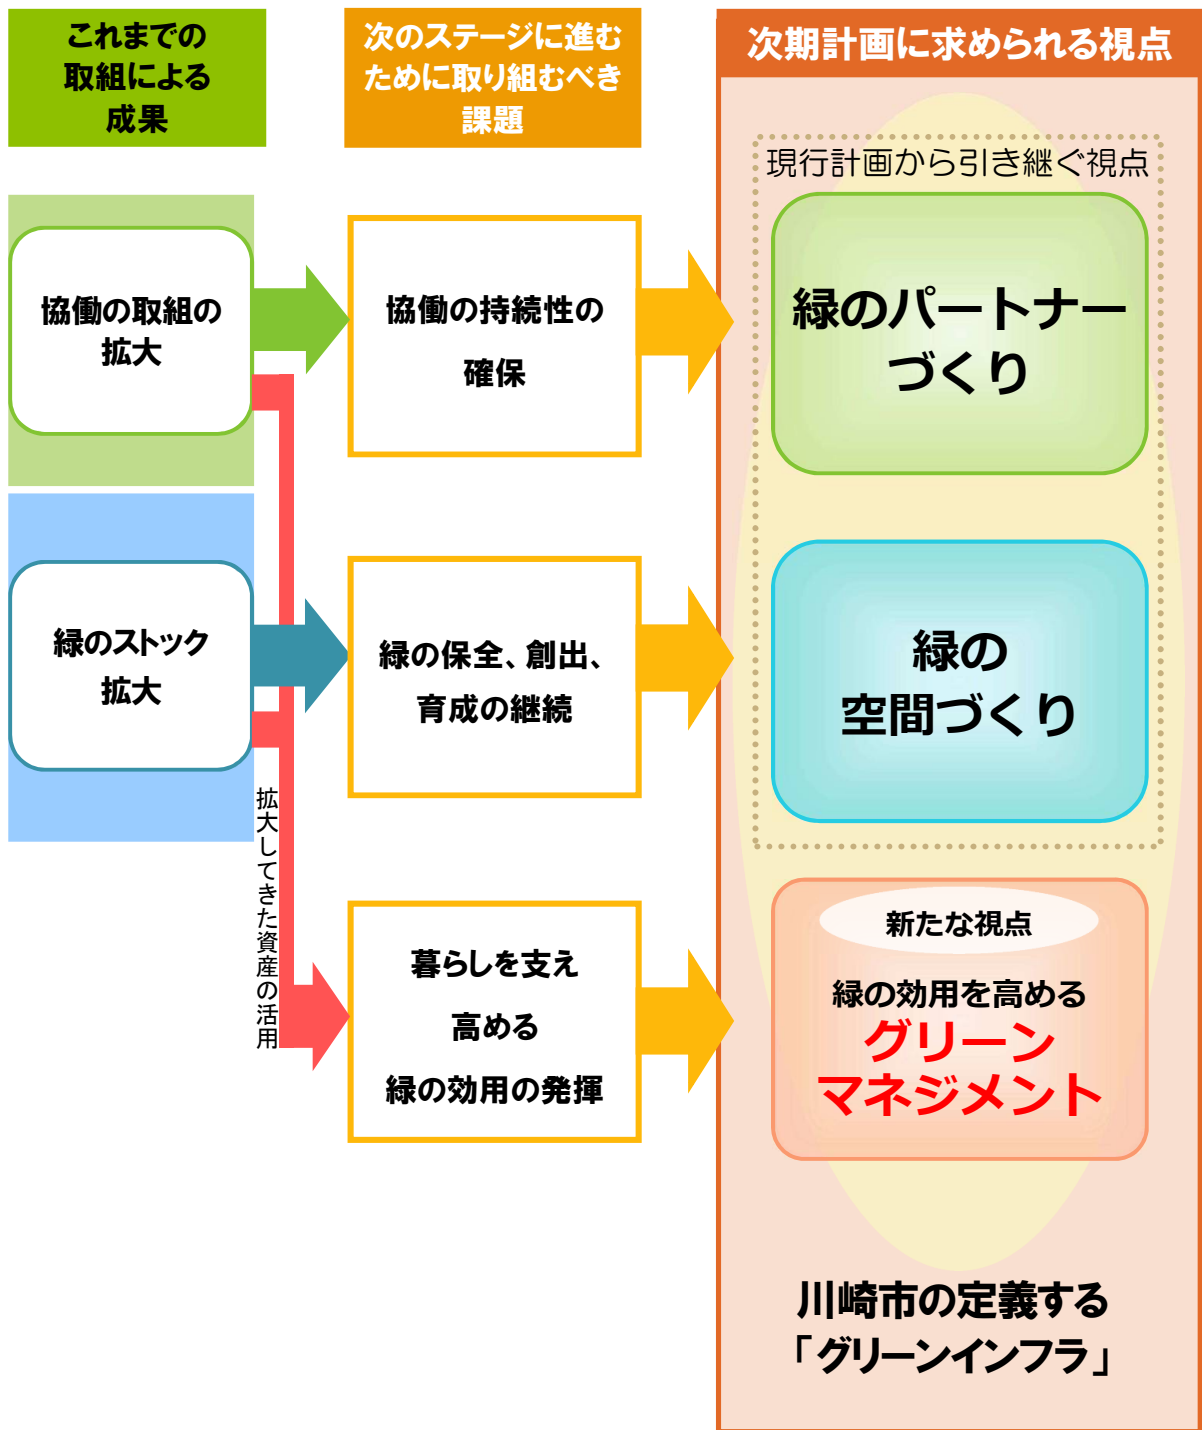 これまでの
取組による
成果
次のステージに進む
ために取り組むべき
課題
次期計画に求められる視点
現行計画から引き継ぐ視点
協働の取組の
拡大
協働の持続性の
確保
緑のパートナー
づくり
緑のストック
拡大
緑の保全、創出、
育成の継続
緑の
空間づくり
拡大してきた資産の活用
暮らしを支え
高める
緑の効用の発揮
新たな視点
緑の効用を高める
グリーン
マネジメント
川崎市の定義する
「グリーンインフラ」